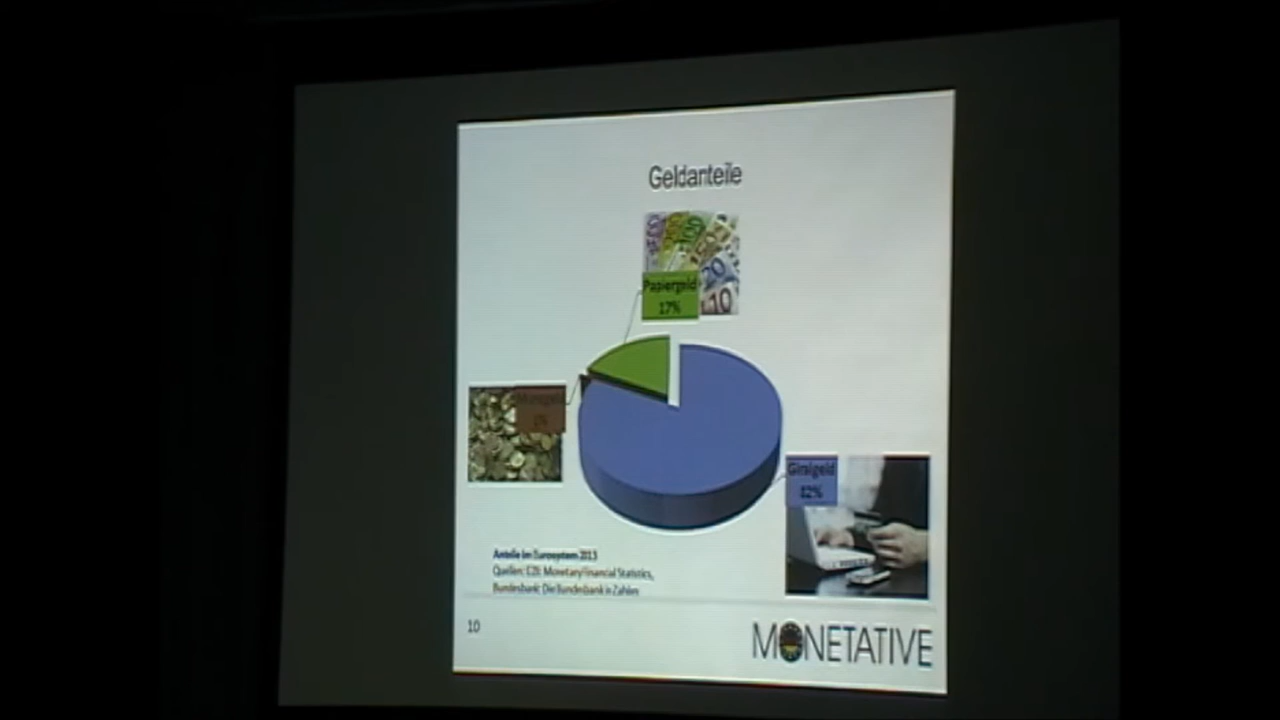 Geldanteile
Papiergeld
17%
Münzgeld
Giralgeld
82%
Anteile im Eurosystem 2013
Quellen: EZB: Monetary Financial Statistics,
Bundesbank: Die Bundesbank in Zahlen
10
MONETATIVE